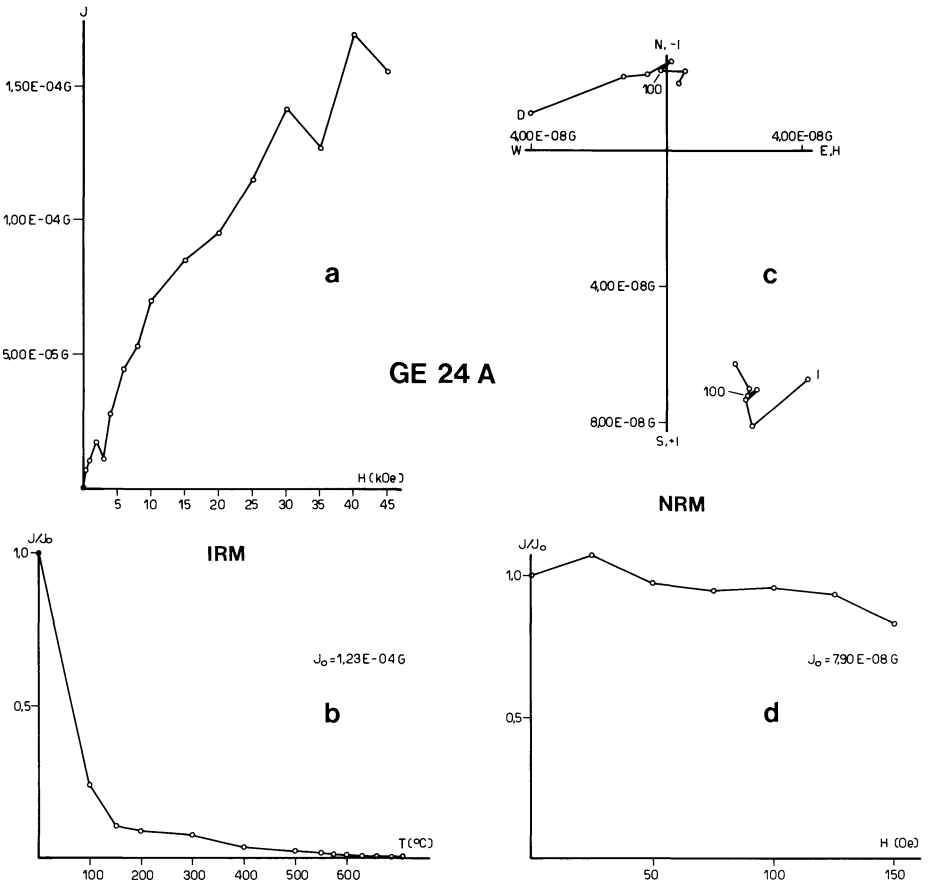 J
1,50E-04G
1,00E-04G
5,00E-05G
a
H(kOe)
5 10 15 20 25 30 35 40 45
GE 24 A
N,-I
100
D
4,00E-08G
4,00E-08G
W
E,H
4,00E-08G
c
100
I
8,00E-08G
S,+I
IRM
NRM
J/J₀
1,0
J₀=1,23E-04G
0,5
b
T(°C)
100 200 300 400 500 600
J/J₀
1,0
J₀=7,90E-08G
0,5
d
H (Oe)
50 100 150